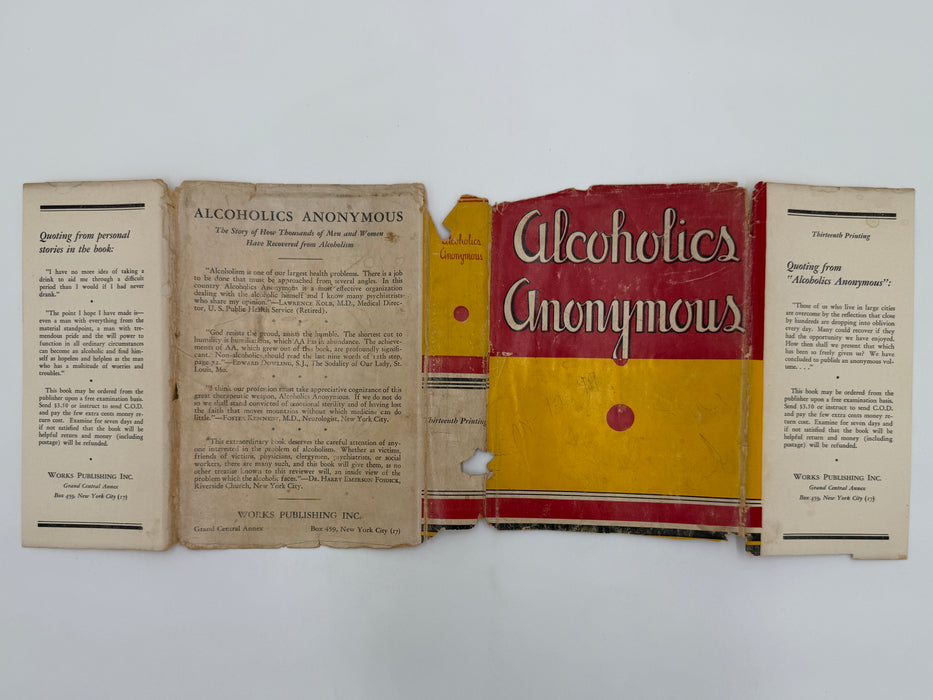 Quoting from personal
stories in the book:
"I have no more idea of taking a
drink to aid me through a difficult
period than I would if I had never
drank."
"The point I hope I have made is—
even a man with everything from the
material standpoint, a man with tre-
mendous pride and the will power to
function in all ordinary circumstances
can become an alcoholic and find him-
self as hopeless and helpless as the man
who has a multitude of worries and
troubles."
This book may be ordered from the
publisher upon a free examination basis.
Send $3.50 or instruct to send C.O.D.
and pay the few extra cents money re-
turn cost. Examine for seven days and
if not satisfied that the book will be
helpful return and money (including
postage) will be refunded.
WORKS PUBLISHING INC.
Grand Central Annex
Box 459, New York City (17)
ALCOHOLICS ANONYMOUS
The Story of How Thousands of Men and Women
Have Recovered from Alcoholism
"Alcoholism is one of our largest health problems. There is a job
to be done that must be approached from several angles. In this
country Alcoholics Anonymous is a most effective organization
dealing with the alcoholic himself and I know many psychiatrists
who share my opinion."—LAWRENCE KOLB, M.D., Medical Direc-
tor, U. S. Public Health Service (Retired).
"God resists the proud, assists the humble. The shortest cut to
humility is humiliations, which AA has in abundance. The achieve-
ments of AA, which grew out of this book, are profoundly signifi-
cant. Non-alcoholics should read the last nine words of 12th step,
page 72."—EDWARD DOWLING, S.J., The Sodality of Our Lady, St.
Louis, Mo.
"I think our profession must take appreciative cognizance of this
great therapeutic weapon, Alcoholics Anonymous. If we do not do
so we shall stand convicted of emotional sterility and of having lost
the faith that moves mountains without which medicine can do
little."—FOSTER KENNEDY, M.D., Neurologist, New York City.
"This extraordinary book deserves the careful attention of any-
one interested in the problem of alcoholism. Whether as victims,
friends of victims, physicians, clergymen, psychiatrists, or social
workers, there are many such, and this book will give them, as no
other treatise known to this reviewer will, an inside view of the
problem which the alcoholic faces."—DR. HARRY EMERSON FOSDICK,
Riverside Church, New York City.
WORKS PUBLISHING INC.
Grand Central Annex Box 459, New York City (17)
Alcoholics
Anonymous
Thirteenth Printing
Alcoholics
Anonymous
Thirteenth Printing
Quoting from
"Alcoholics Anonymous":
"Those of us who live in large cities
are overcome by the reflection that close
by hundreds are dropping into oblivion
every day. Many could recover if they
had the opportunity we have enjoyed.
How then shall we present that which
has been so freely given us? We have
concluded to publish an anonymous vol-
ume. . . ."
This book may be ordered from the
publisher upon a free examination basis.
Send $3.50 or instruct to send C.O.D.
and pay the few extra cents money re-
turn cost. Examine for seven days and
if not satisfied that the book will be
helpful return and money (including
postage) will be refunded.
WORKS PUBLISHING INC.
Grand Central Annex
Box 459, New York City (17)